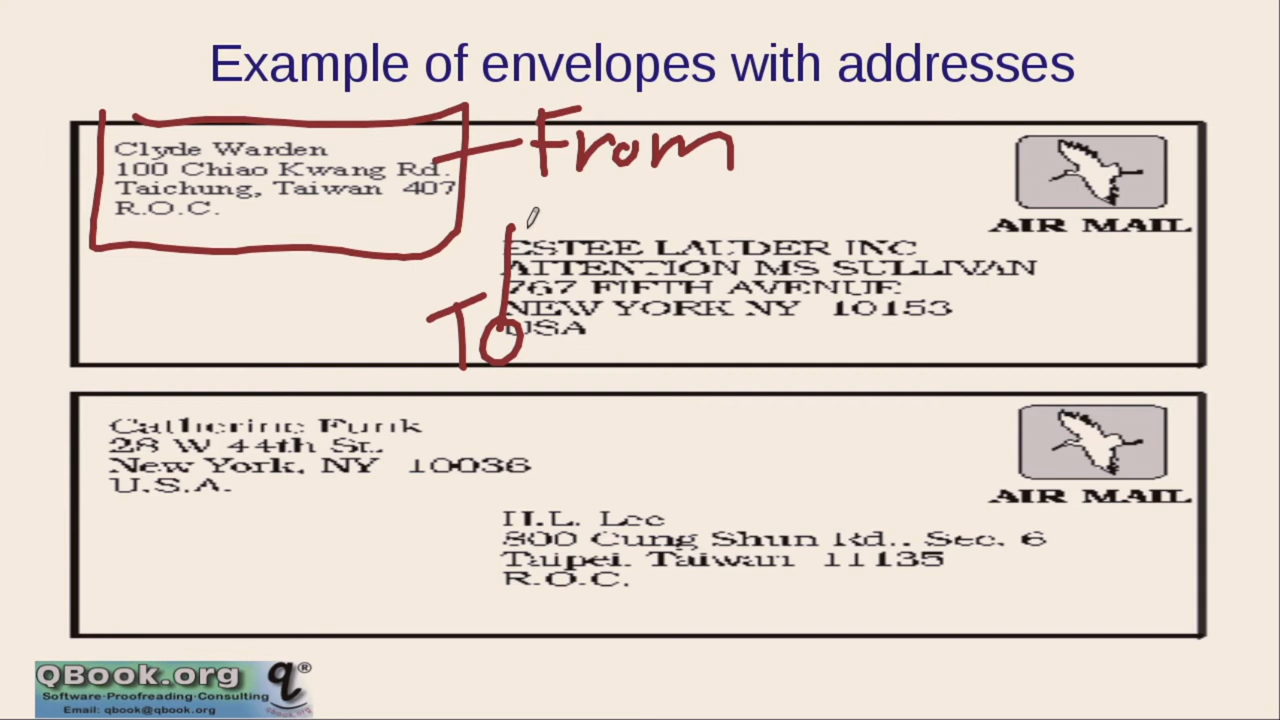 Example of envelopes with addresses
Clyde Warden
100 Chiao Kwang Rd.
Taichung, Taiwan 407
R.O.C.
From
AIR MAIL
ESTEE LAUDER INC
ATTENTION MS SULLIVAN
767 FIFTH AVENUE
NEW YORK NY 10153
USA
To
Catherine Funk
28 W 44th St.
New York, NY 10036
U.S.A.
AIR MAIL
H.L. Lee
800 Cung Shun Rd., Sec. 6
Taipei, Taiwan 11135
R.O.C.
QBook.org
Software·Proofreading·Consulting
Email: qbook@qbook.org
q®
qbook.org